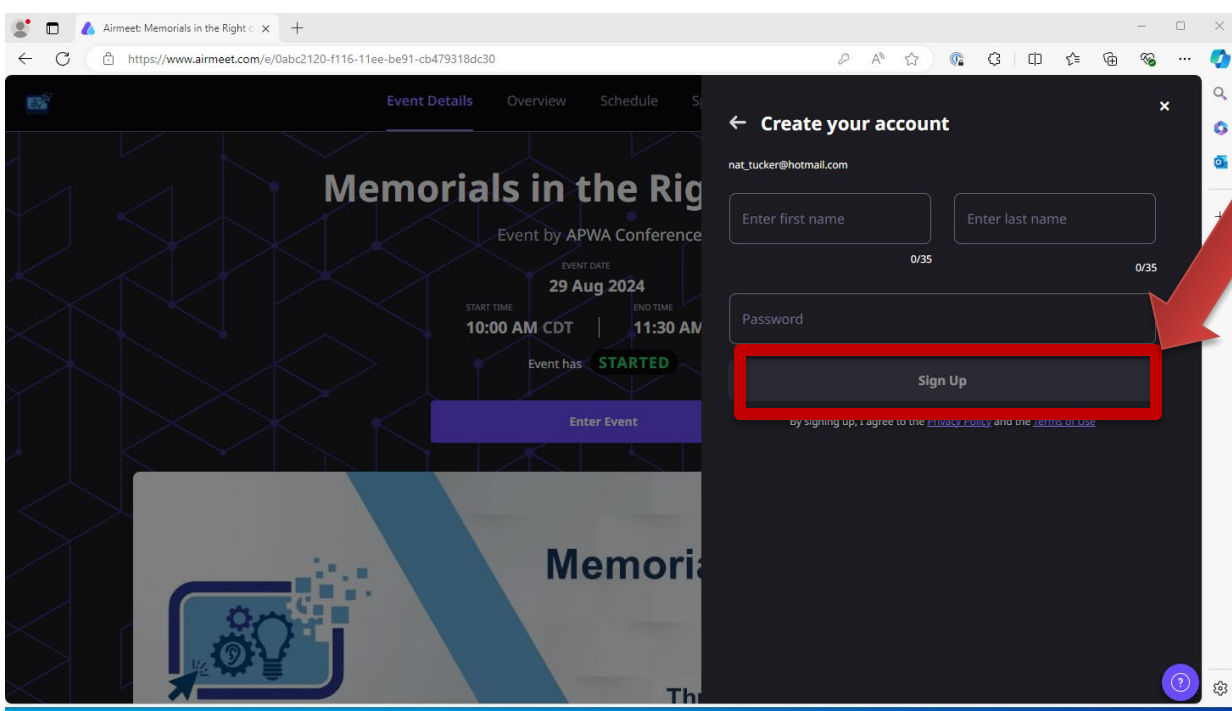 Airmeet: Memorials in the Right
https://www.airmeet.com/e/0abc2120-f116-11ee-be91-cb479318dc30
Event Details Overview Schedule
Memorials in the
Event by APWA Conference
EVENT DATE
29 Aug 2024
START TIME END TIME
10:00 AM CDT 11:30 AM
Event has STARTED
Enter Event
Create your account
nat_tucker@hotmail.com
Enter first name Enter last name
0/35 0/35
Password
Sign Up
By signing up, I agree to the Privacy Policy and the Terms of Use